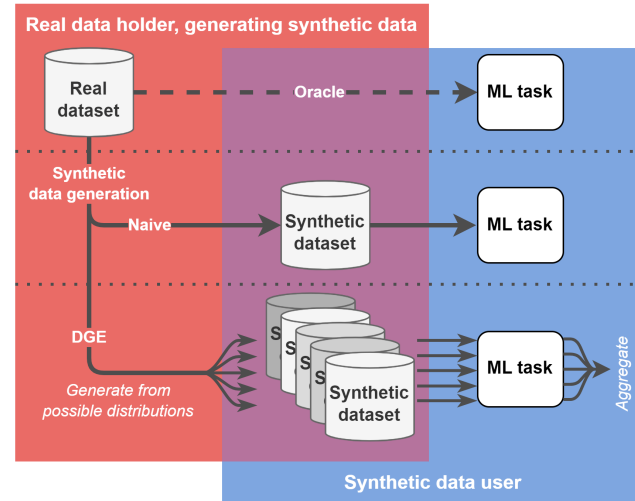 Real data holder, generating synthetic data
Real
dataset
Oracle
ML task
Synthetic
data generation
Naive
Synthetic
dataset
ML task
DGE
Generate from
possible distributions
S
S
S
S
Synthetic
dataset
ML task
Aggregate
Synthetic data user